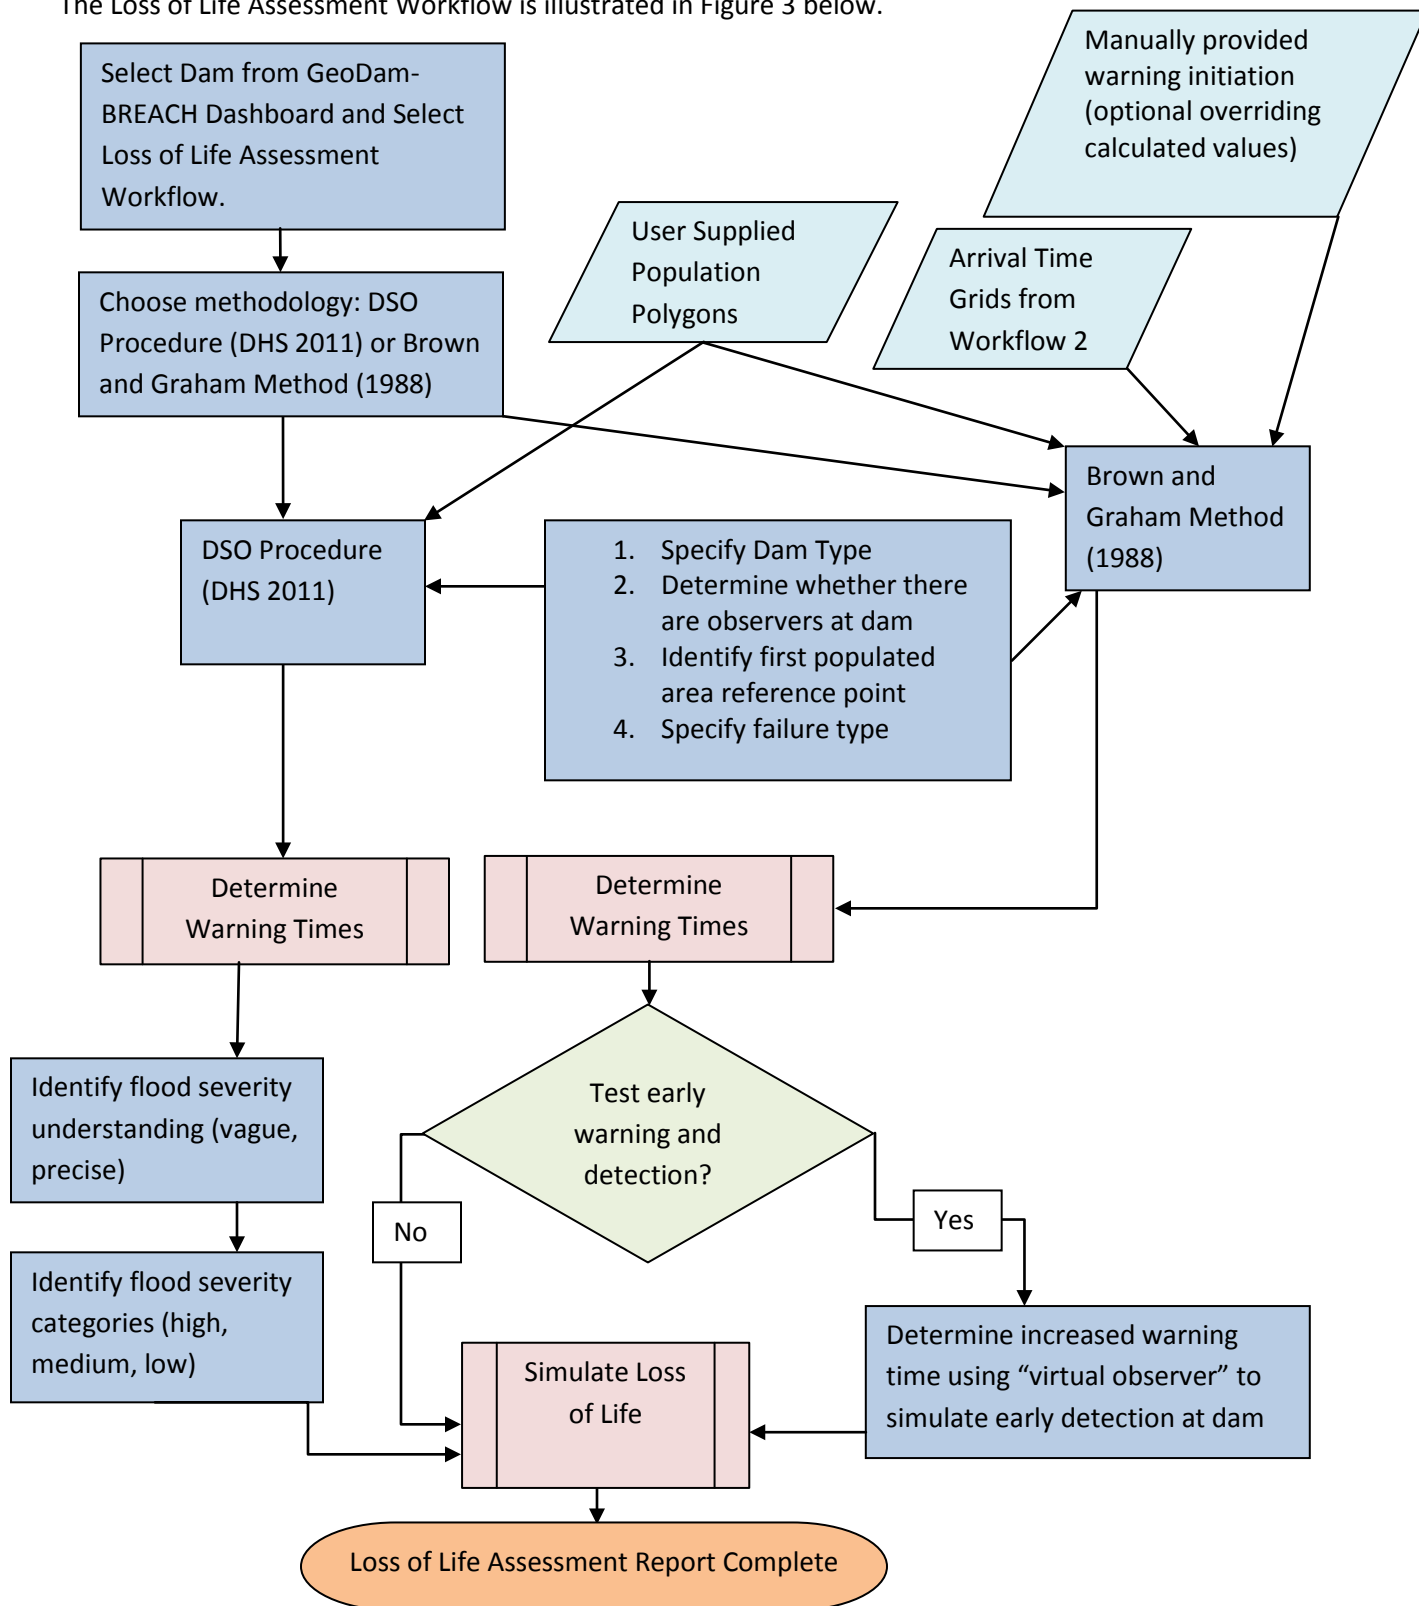 The Loss of Life Assessment Workflow is illustrated in Figure 3 below.
Select Dam from GeoDam-
BREACH Dashboard and Select
Loss of Life Assessment
Workflow.
Manually provided
warning initiation
(optional overriding
calculated values)
User Supplied
Population
Polygons
Arrival Time
Grids from
Workflow 2
Choose methodology: DSO
Procedure (DHS 2011) or Brown
and Graham Method (1988)
Brown and
Graham Method
(1988)
DSO Procedure
(DHS 2011)
1. Specify Dam Type
2. Determine whether there
are observers at dam
3. Identify first populated
area reference point
4. Specify failure type
Determine
Warning Times
Determine
Warning Times
Identify flood severity
understanding (vague,
precise)
Test early
warning and
detection?
No
Yes
Identify flood severity
categories (high,
medium, low)
Simulate Loss
of Life
Determine increased warning
time using “virtual observer” to
simulate early detection at dam
Loss of Life Assessment Report Complete